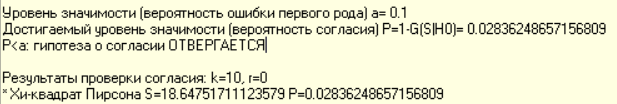 Уровень значимости (вероятность ошибки первого рода) a= 0.1
Достигаемый уровень значимости (вероятность согласия) P=1-G(S|H0)= 0.02836248657156809
P<a: гипотеза о согласии ОТВЕРГАЕТСЯ
Результаты проверки согласия: k=10, r=0
*Хи-квадрат Пирсона S=18.64751711123579 P=0.02836248657156809